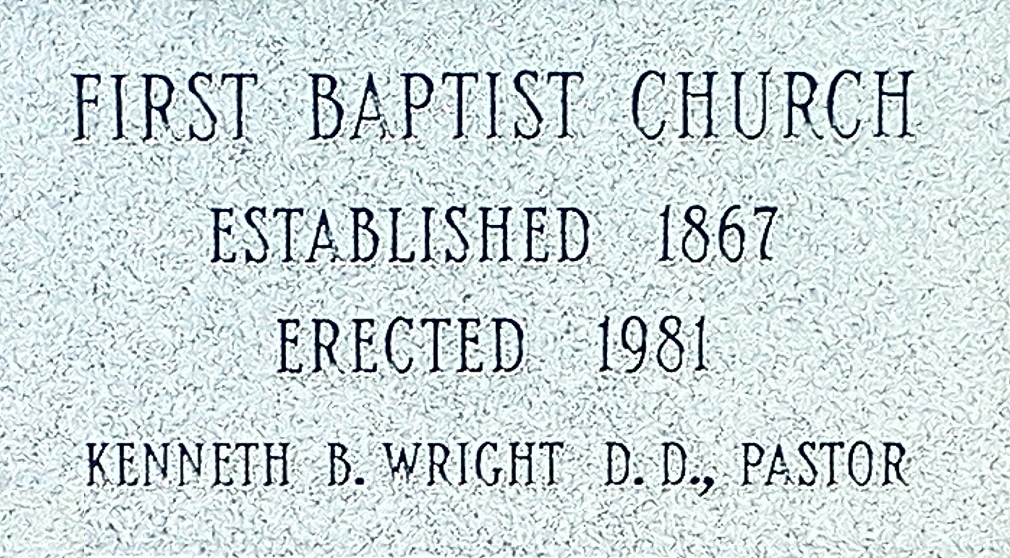 FIRST BAPTIST CHURCH
ESTABLISHED 1867
ERECTED 1981
KENNETH B. WRIGHT D. D., PASTOR